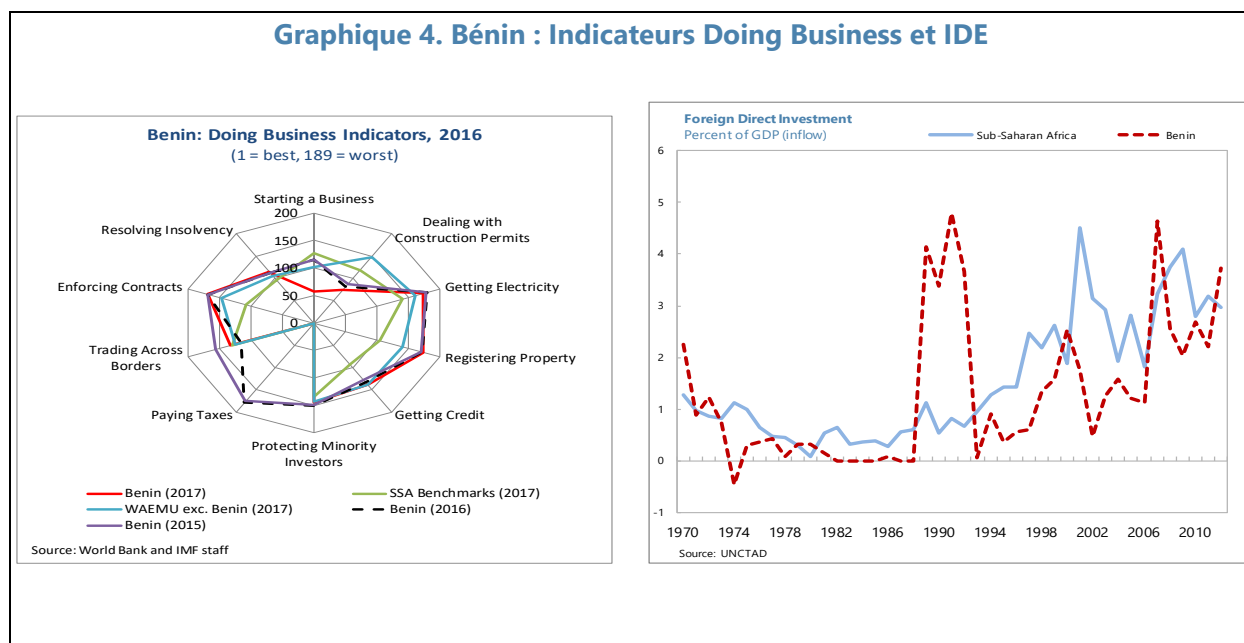 Graphique 4. Bénin : Indicateurs Doing Business et IDE
Benin: Doing Business Indicators, 2016
(1 = best, 189 = worst)
Starting a Business
200
150
100
50
0
Dealing with
Construction Permits
Getting Electricity
Registering Property
Getting Credit
Protecting Minority
Investors
Paying Taxes
Trading Across
Borders
Enforcing Contracts
Resolving Insolvency
Benin (2017)
SSA Benchmarks (2017)
WAEMU exc. Benin (2017)
Benin (2016)
Benin (2015)
Source: World Bank and IMF staff
Foreign Direct Investment
Percent of GDP (inflow)
Sub-Saharan Africa
Benin
6
5
4
3
2
1
0
-1
1970 1974 1978 1982 1986 1990 1994 1998 2002 2006 2010
Source: UNCTAD